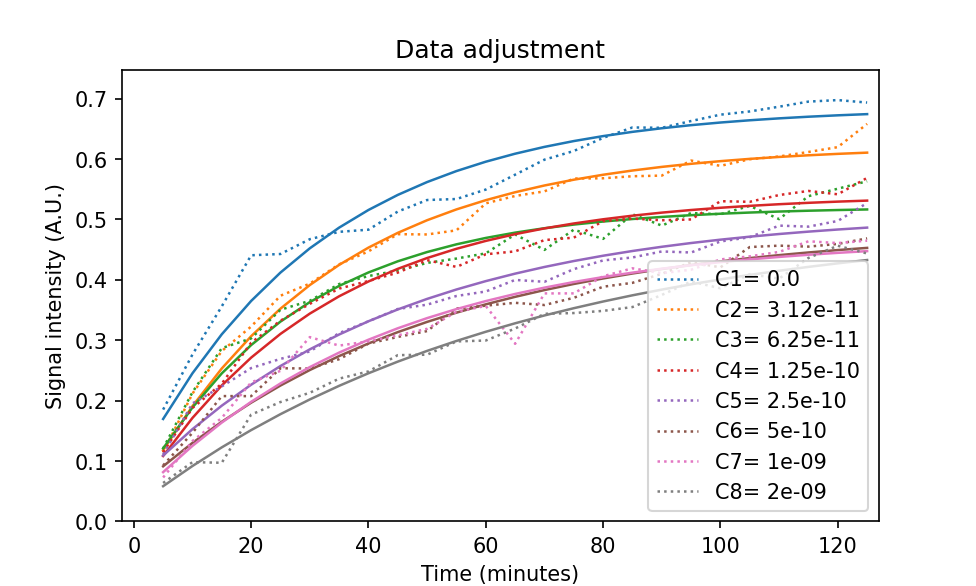 Data adjustment
Signal intensity (A.U.)
0.7
0.6
0.5
0.4
0.3
0.2
0.1
0.0
C1= 0.0
C2= 3.12e-11
C3= 6.25e-11
C4= 1.25e-10
C5= 2.5e-10
C6= 5e-10
C7= 1e-09
C8= 2e-09
0 20 40 60 80 100 120
Time (minutes)